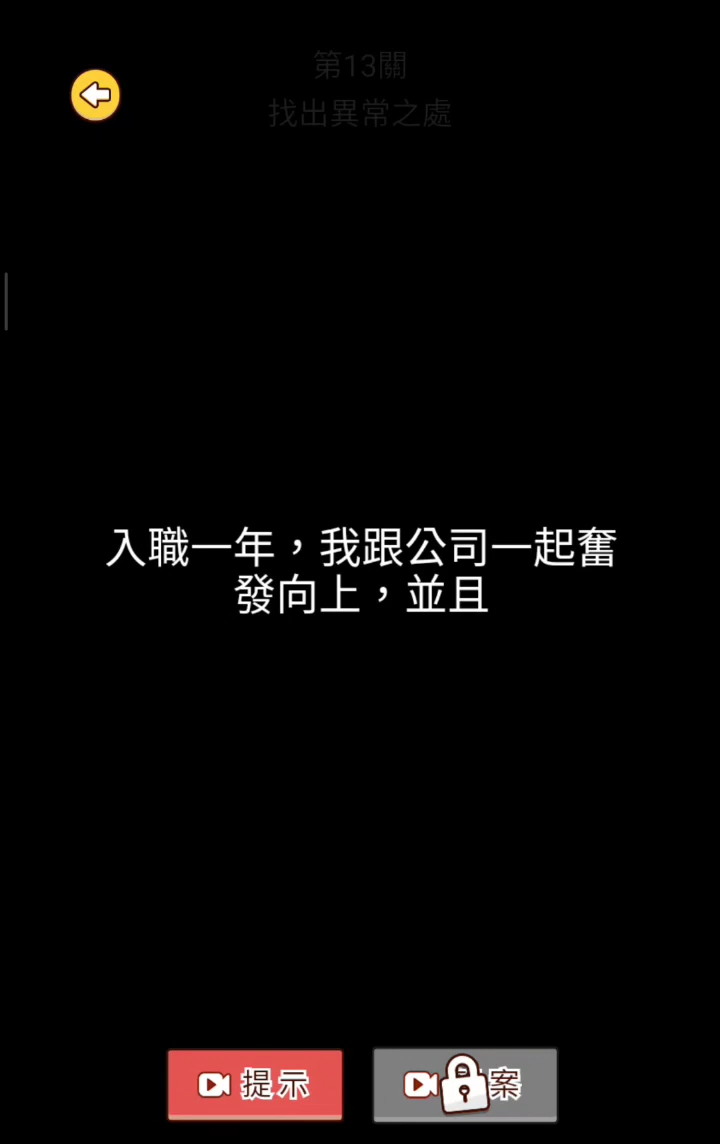 第13關
找出異常之處
入職一年，我跟公司一起奮
發向上，並且
提示
案